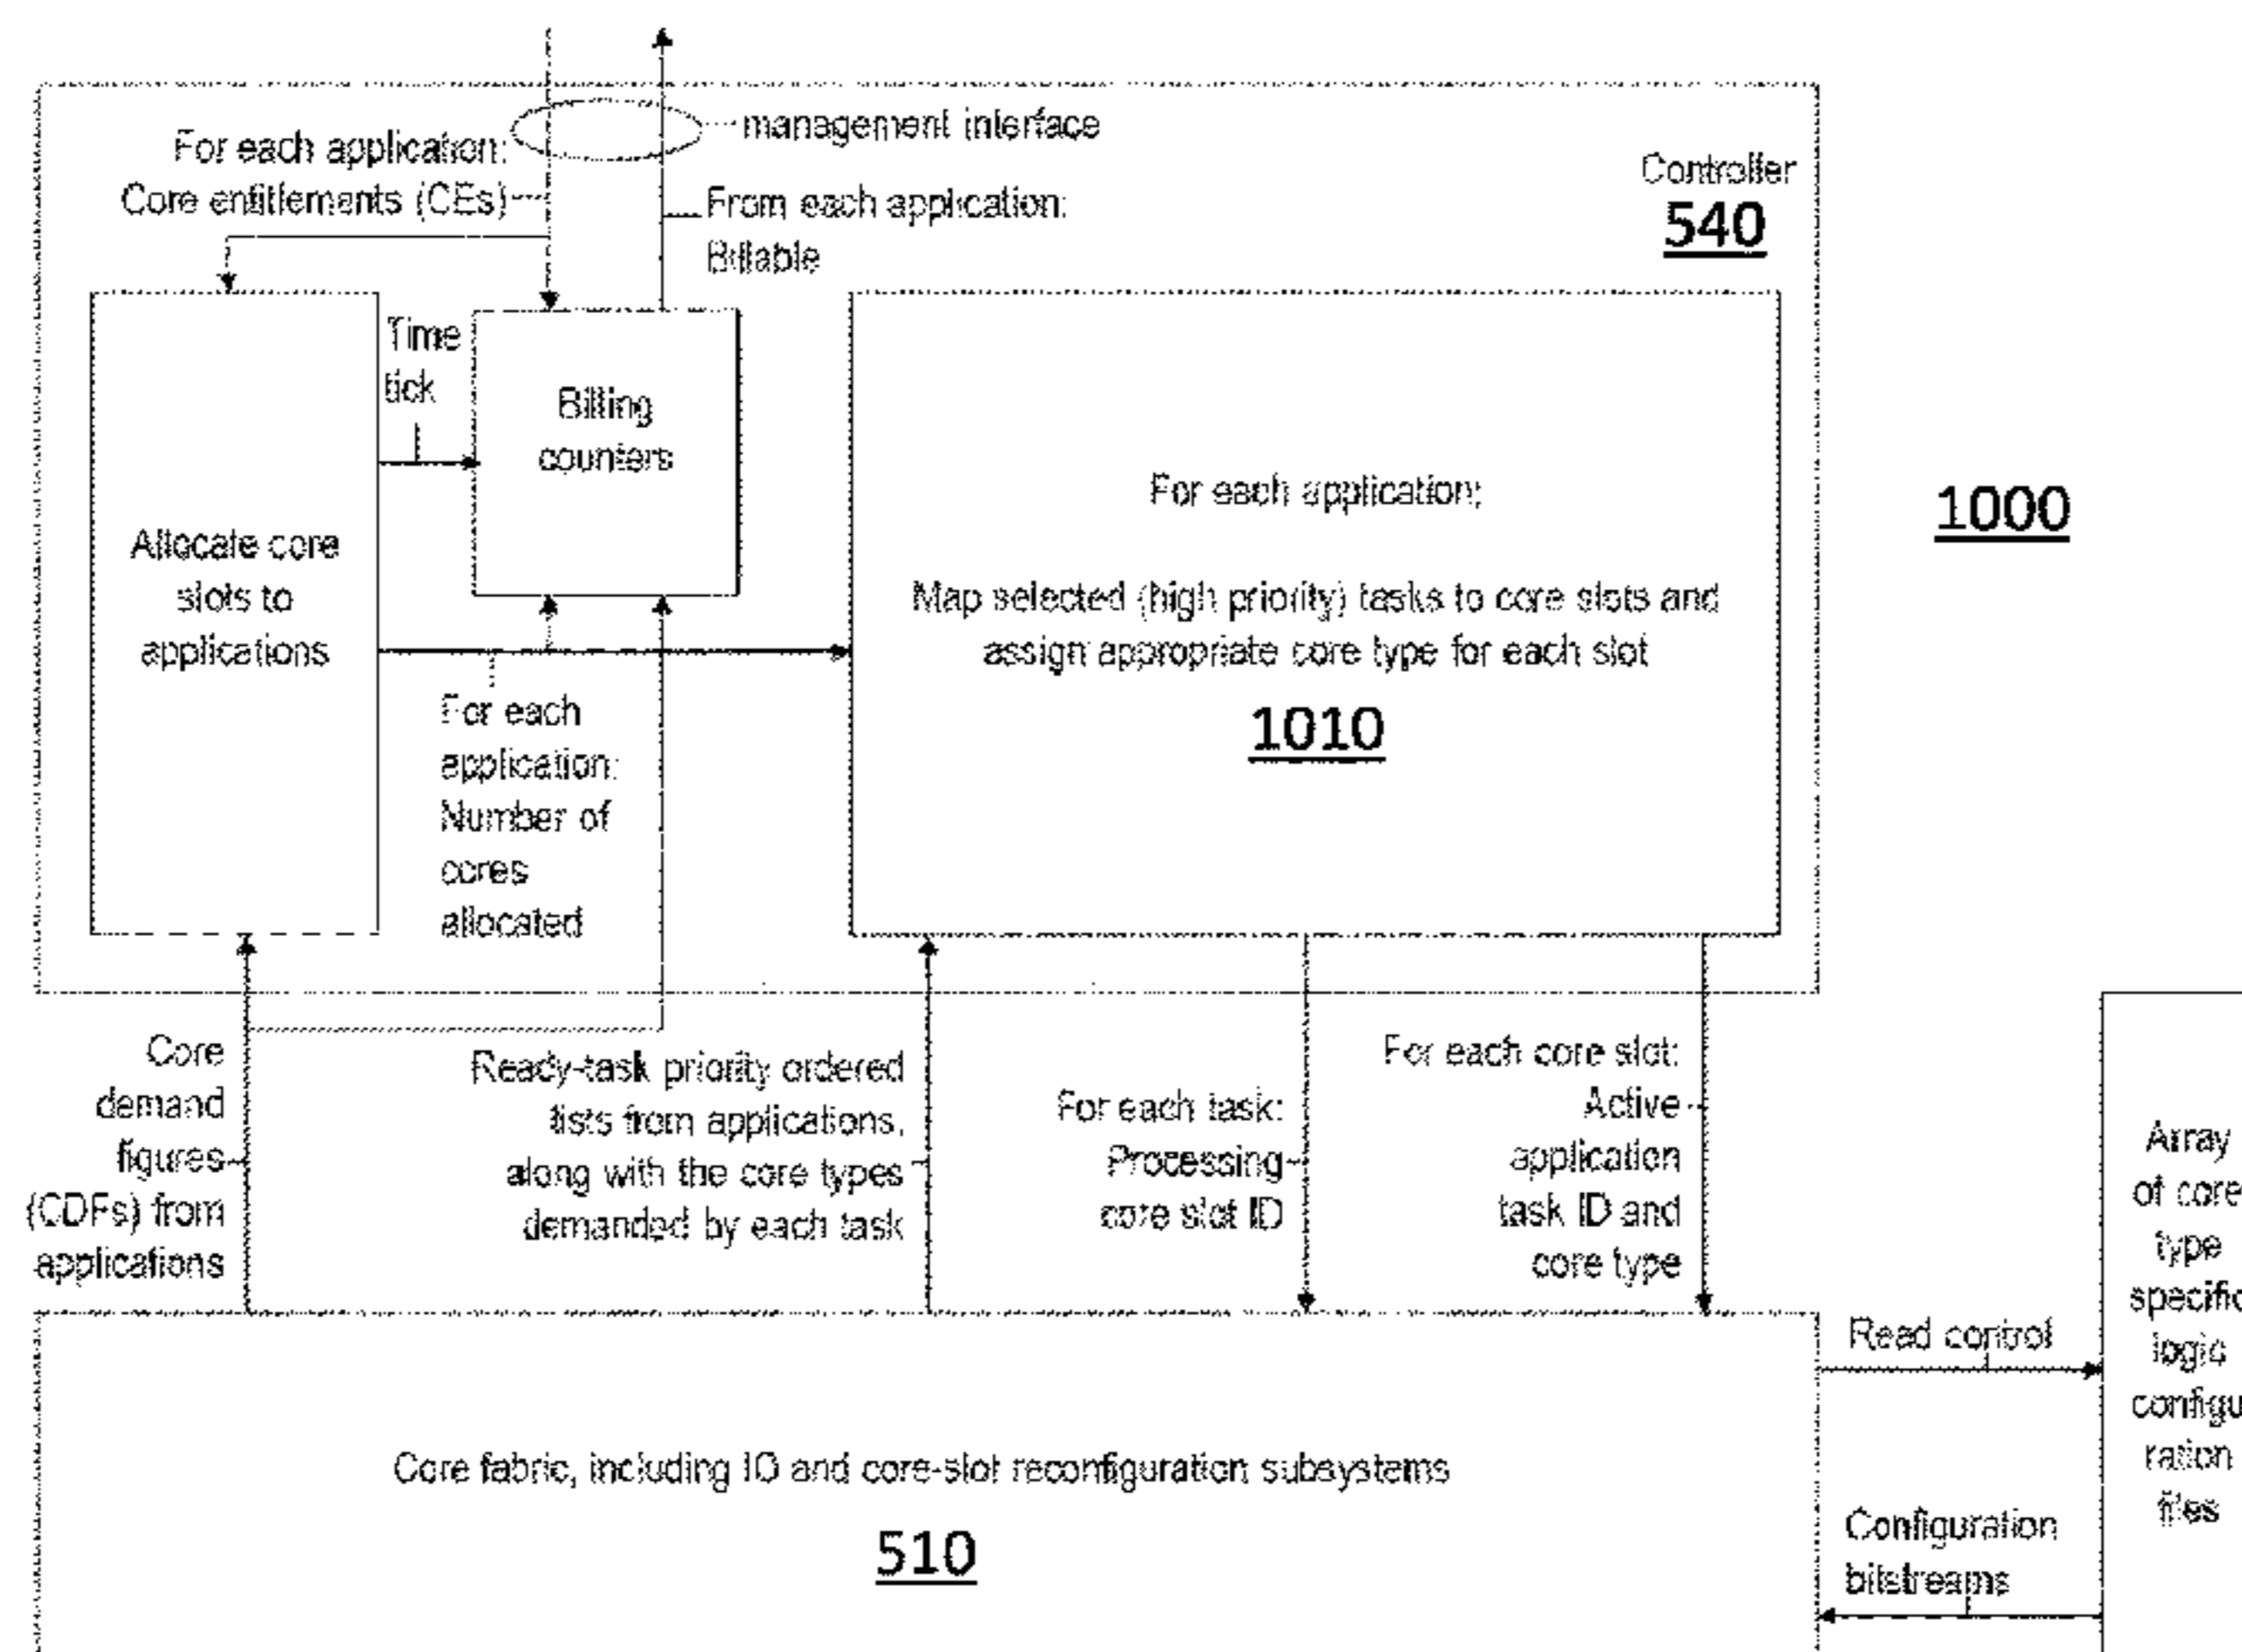 management interface
For each application:
Core entitlements (CEs)
From each application:
Billable
Controller
540
Time
tick
Billing
counters
Allocate core
slots to
applications
For each application;
Map selected (high priority) tasks to core slots and
assign appropriate core type for each slot
1010
1000
For each
application:
Number of
cores
allocated
Core
demand
figures
(CDFs) from
applications
Ready-task priority ordered
lists from applications,
along with the core types
demanded by each task
For each task:
Processing
core slot ID
For each core slot:
Active
application
task ID and
core type
Array
of core
type
specific
logic
configu
ration
files
Read control
Core fabric, including IO and core-slot reconfiguration subsystems
510
Configuration
bitstreams